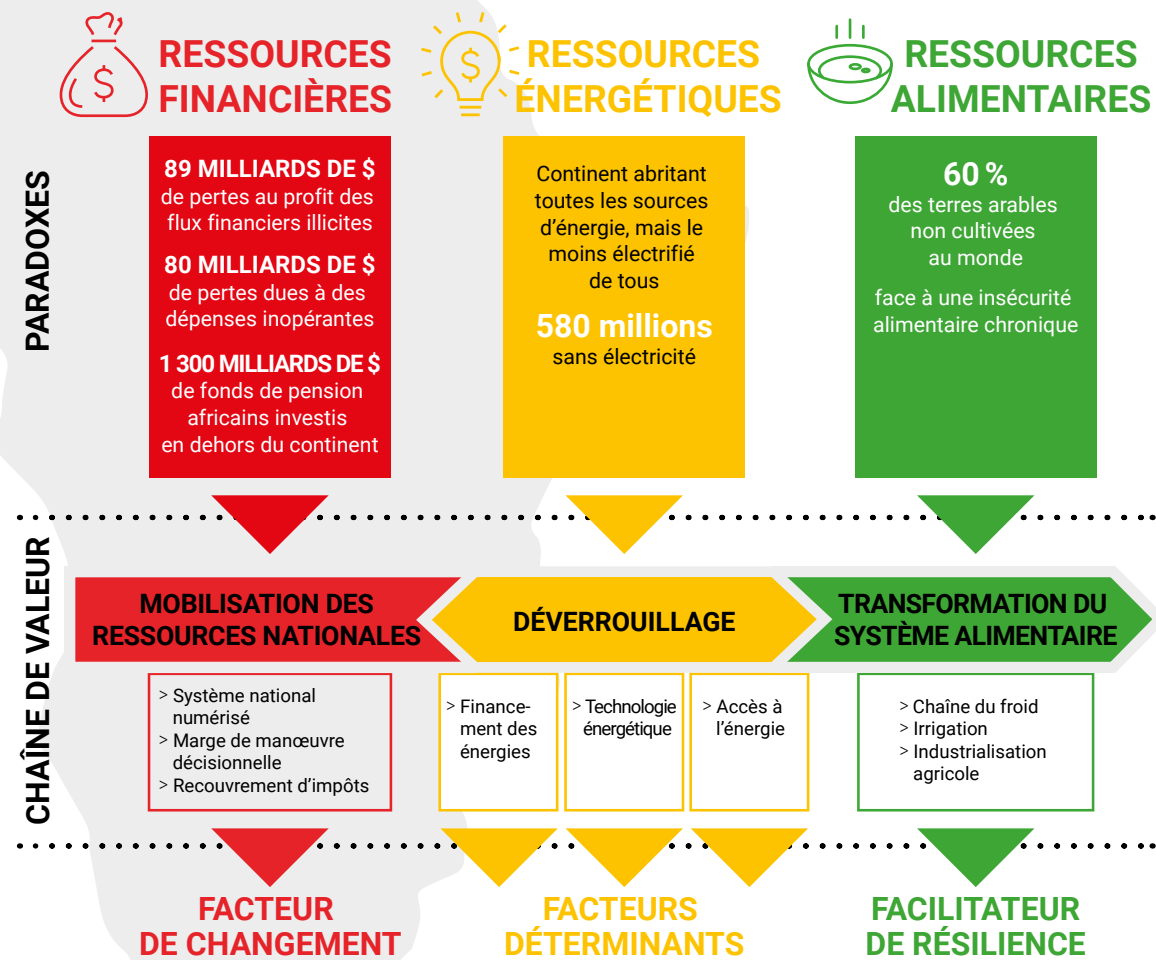 RESSOURCES
FINANCIÈRES
RESSOURCES
ÉNERGÉTIQUES
RESSOURCES
ALIMENTAIRES
$
$
PARADOXES
89 MILLIARDS DE $
de pertes au profit des
flux financiers illicites
80 MILLIARDS DE $
de pertes dues à des
dépenses inopérantes
1 300 MILLIARDS DE $
de fonds de pension
africains investis
en dehors du continent
Continent abritant
toutes les sources
d'énergie, mais le
moins électrifié
de tous
580 millions
sans électricité
60 %
des terres arables
non cultivées
au monde
face à une insécurité
alimentaire chronique
CHAÎNE DE VALEUR
MOBILISATION DES
RESSOURCES NATIONALES
DÉVERROUILLAGE
TRANSFORMATION DU
SYSTÈME ALIMENTAIRE
> Système national
numérisé
> Marge de manœuvre
décisionnelle
> Recouvrement d'impôts
> Finance-
ment des
énergies
> Technologie
énergétique
> Accès à
l'énergie
> Chaîne du froid
> Irrigation
> Industrialisation
agricole
FACTEUR
DE CHANGEMENT
FACTEURS
DÉTERMINANTS
FACILITATEUR
DE RÉSILIENCE